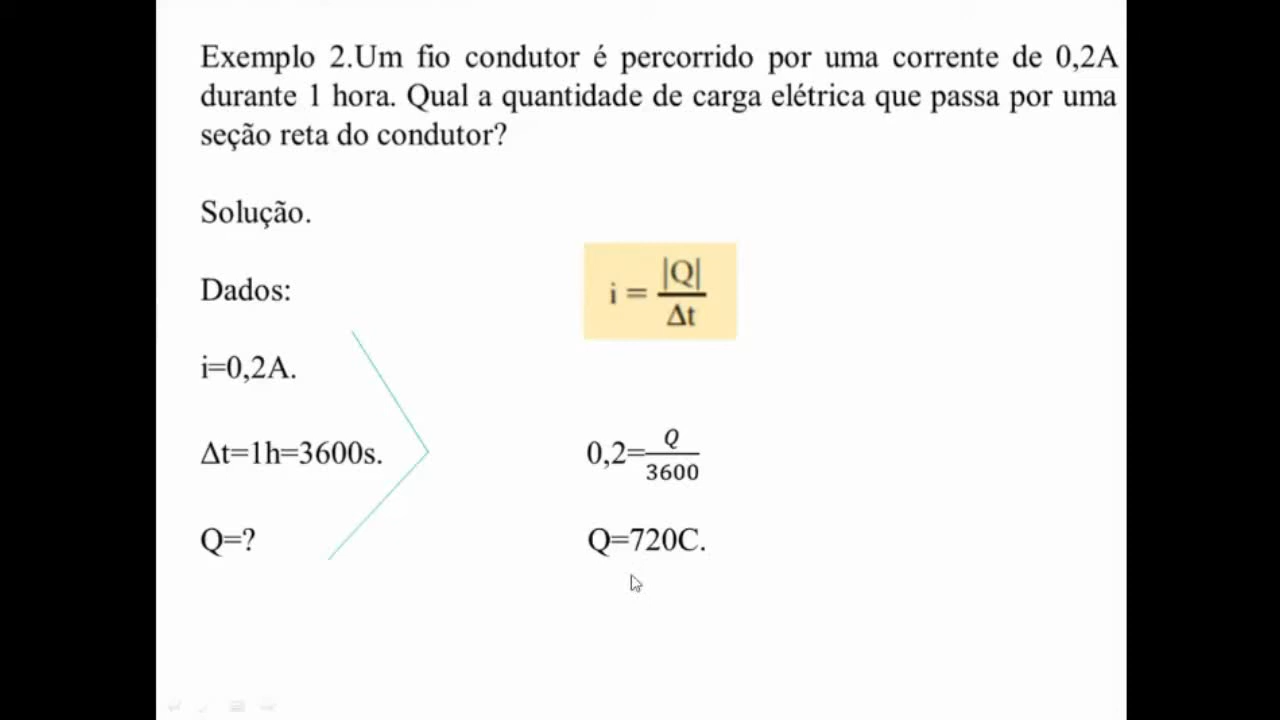 Exemplo 2.Um fio condutor é percorrido por uma corrente de 0,2A
durante 1 hora. Qual a quantidade de carga elétrica que passa por uma
seção reta do condutor?
Solução.
Dados:
i = |Q| / Δt
i=0,2A.
Δt=1h=3600s.
0,2=Q/3600
Q=?
Q=720C.